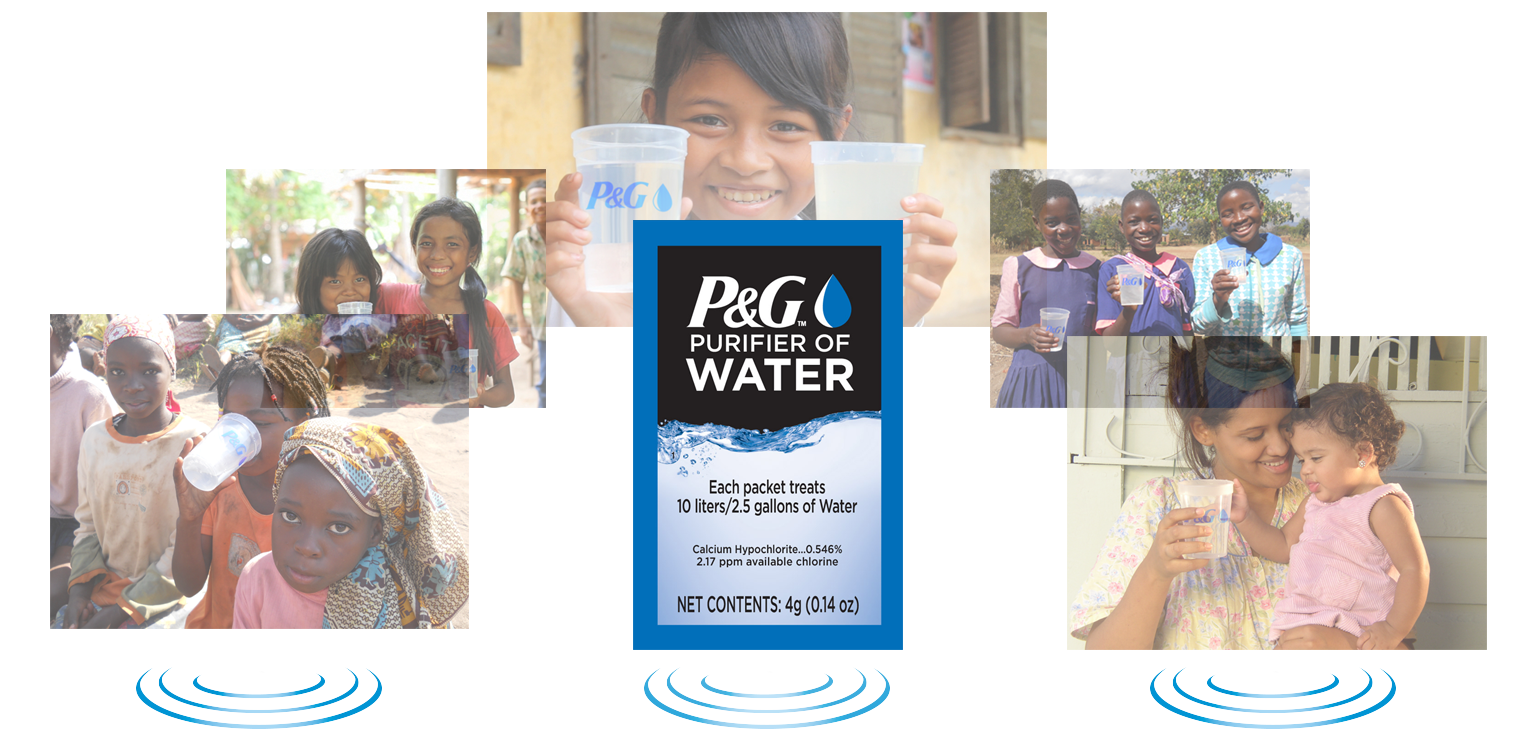 P&G
P&G
P&G
P&G
P&G
P&G™
PURIFIER OF
WATER
Each packet treats
10 liters/2.5 gallons of Water
Calcium Hypochlorite...0.546%
2.17 ppm available chlorine
NET CONTENTS: 4g (0.14 oz)
P&G
P&G